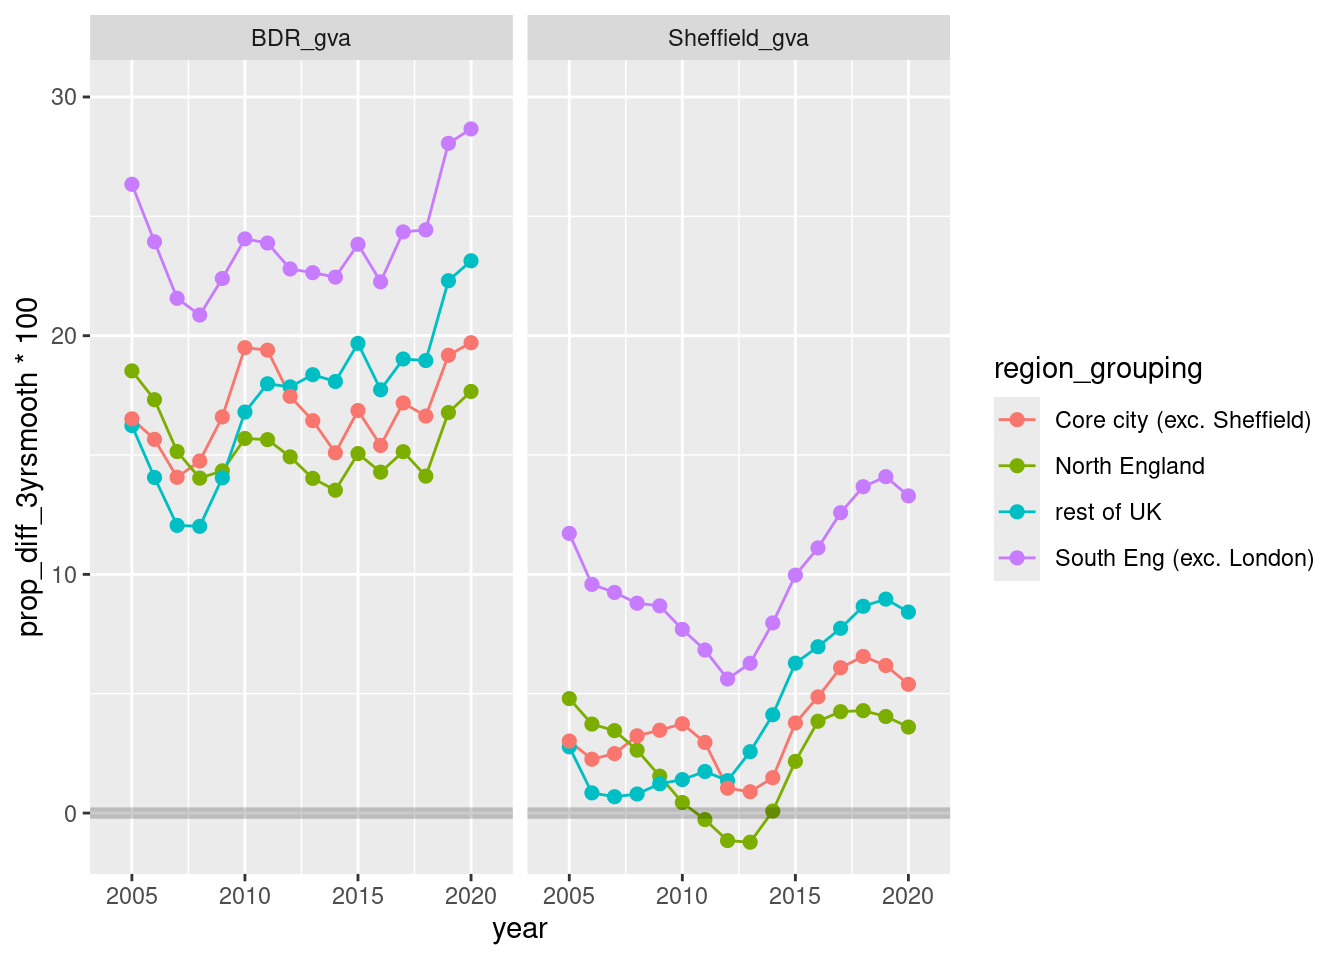 BDR_gva
Sheffield_gva
prop_diff_3yrsmooth * 100
30
20
10
0
2005 2010 2015 2020
2005 2010 2015 2020
year
region_grouping
Core city (exc. Sheffield)
North England
rest of UK
South Eng (exc. London)